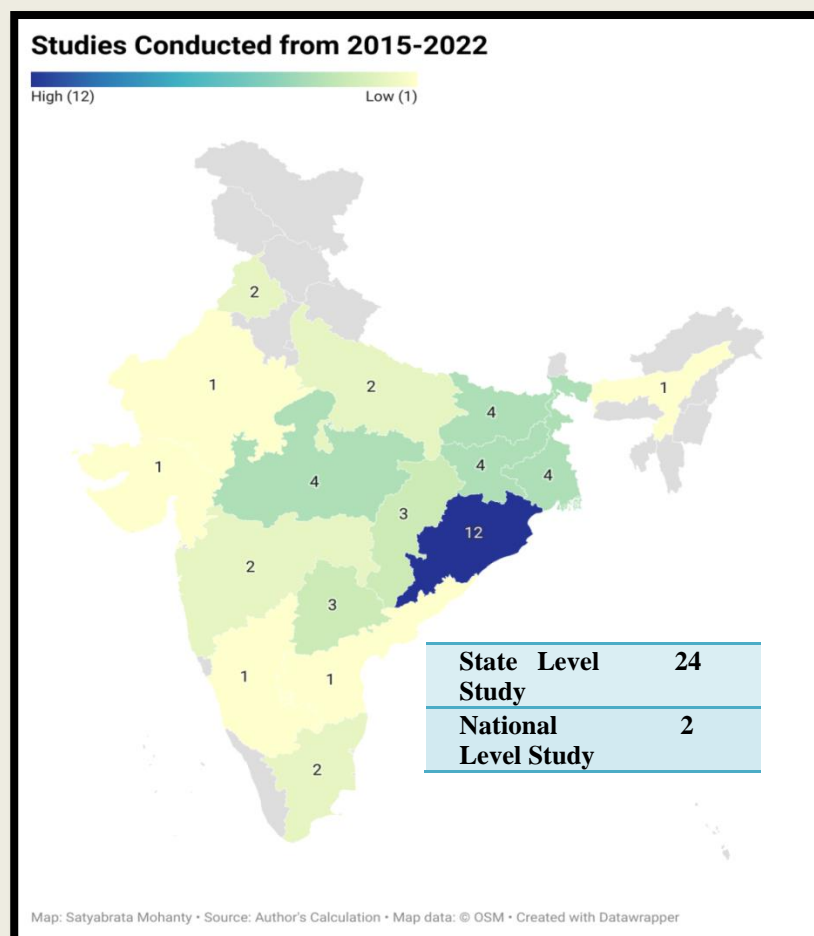 Studies Conducted from 2015-2022
High (12) Low (1)
2
1
2
1
4
1
4
4
4
3
12
2
3
1
1
2
State Level 24
Study
National 2
Level Study
Map: Satyabrata Mohanty • Source: Author's Calculation • Map data: © OSM • Created with Datawrapper